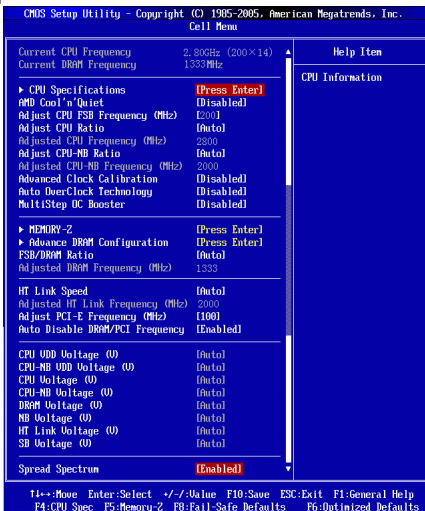 CMOS Setup Utility - Copyright (C) 1985-2005, American Megatrends, Inc.
Cell Menu
Current CPU Frequency 2.80GHz (200×14)
Current DRAM Frequency 1333MHz
Help Item
CPU Information
▶ CPU Specifications [Press Enter]
AMD Cool'n'Quiet [Disabled]
Adjust CPU FSB Frequency (MHz) [200]
Adjust CPU Ratio [Auto]
Adjusted CPU Frequency (MHz) 2800
Adjust CPU-NB Ratio [Auto]
Adjusted CPU-NB Frequency (MHz) 2000
Advanced Clock Calibration [Disabled]
Auto OverClock Technology [Disabled]
MultiStep OC Booster [Disabled]
▶ MEMORY-Z [Press Enter]
▶ Advance DRAM Configuration [Press Enter]
FSB/DRAM Ratio [Auto]
Adjusted DRAM Frequency (MHz) 1333
HT Link Speed [Auto]
Adjusted HT Link Frequency (MHz) 2000
Adjust PCI-E Frequency (MHz) [100]
Auto Disable DRAM/PCI Frequency [Enabled]
CPU VDD Voltage (V) [Auto]
CPU-NB VDD Voltage (V) [Auto]
CPU Voltage (V) [Auto]
CPU-NB Voltage (V) [Auto]
DRAM Voltage (V) [Auto]
NB Voltage (V) [Auto]
HT Link Voltage (V) [Auto]
SB Voltage (V) [Auto]
Spread Spectrum [Enabled]
↑↓←→:Move Enter:Select +/-/:Value F10:Save ESC:Exit F1:General Help
F4:CPU Spec F5:Memory-Z F8:Fail-Safe Defaults F6:Optimized Defaults